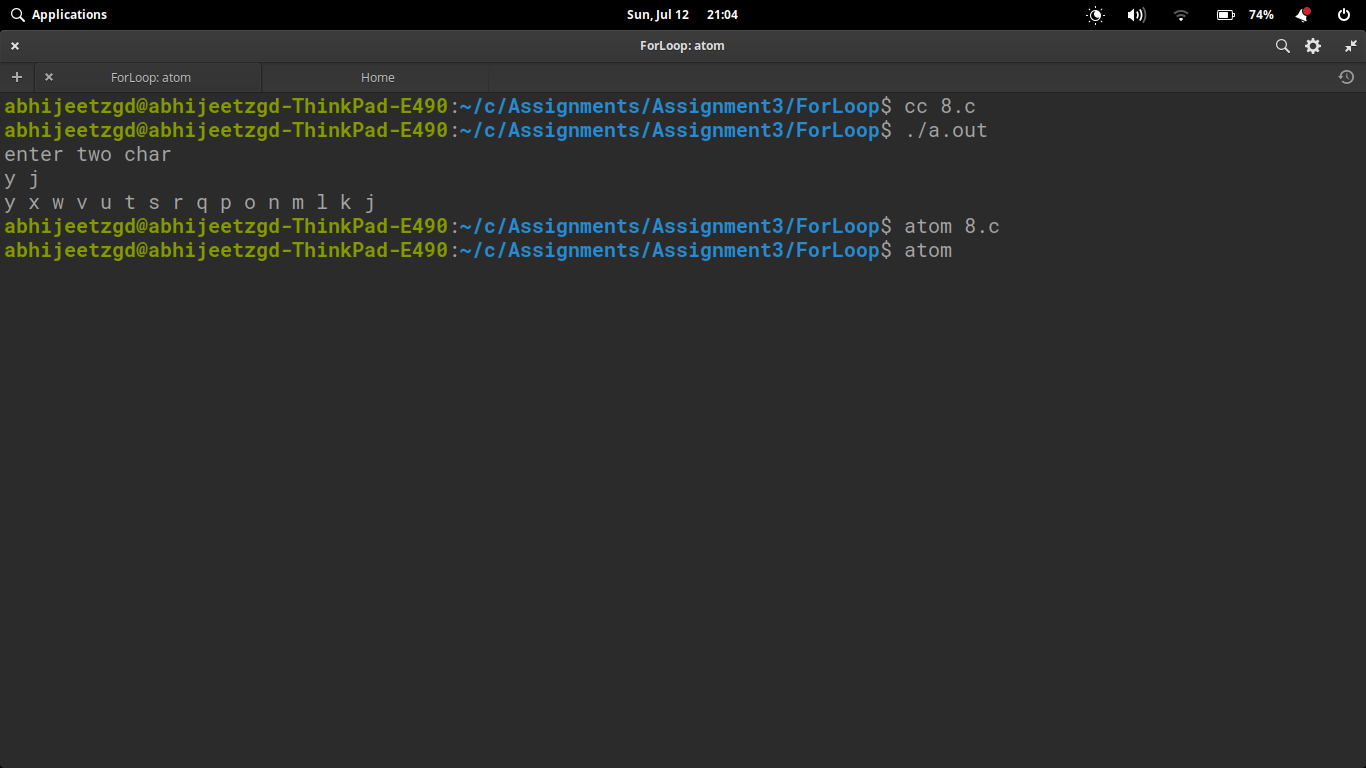 Applications Sun, Jul 12 21:04 74%
ForLoop: atom
ForLoop: atom Home
abhijeetzgd@abhijeetzgd-ThinkPad-E490:~/c/Assignments/Assignment3/ForLoop$ cc 8.c
abhijeetzgd@abhijeetzgd-ThinkPad-E490:~/c/Assignments/Assignment3/ForLoop$ ./a.out
enter two char
y j
y x w v u t s r q p o n m l k j
abhijeetzgd@abhijeetzgd-ThinkPad-E490:~/c/Assignments/Assignment3/ForLoop$ atom 8.c
abhijeetzgd@abhijeetzgd-ThinkPad-E490:~/c/Assignments/Assignment3/ForLoop$ atom